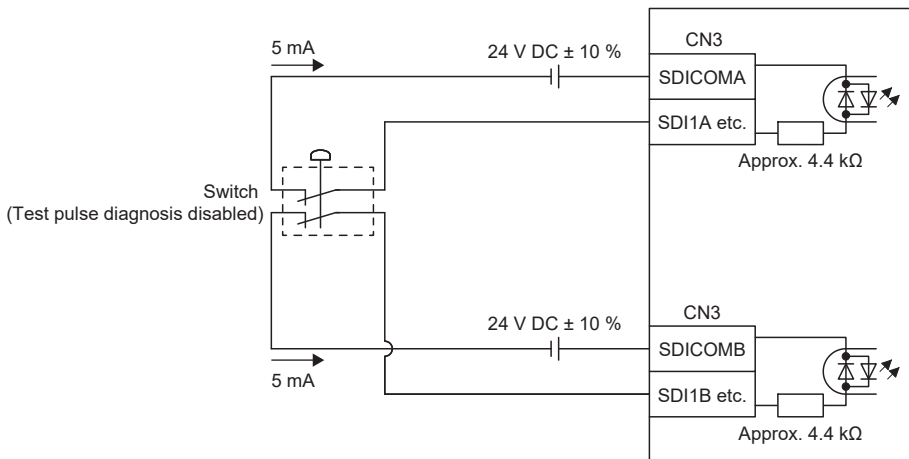 5 mA
24 V DC ± 10 %
CN3
SDICOMA
SDI1A etc.
Approx. 4.4 kΩ
Switch
(Test pulse diagnosis disabled)
24 V DC ± 10 %
CN3
SDICOMB
5 mA
SDI1B etc.
Approx. 4.4 kΩ